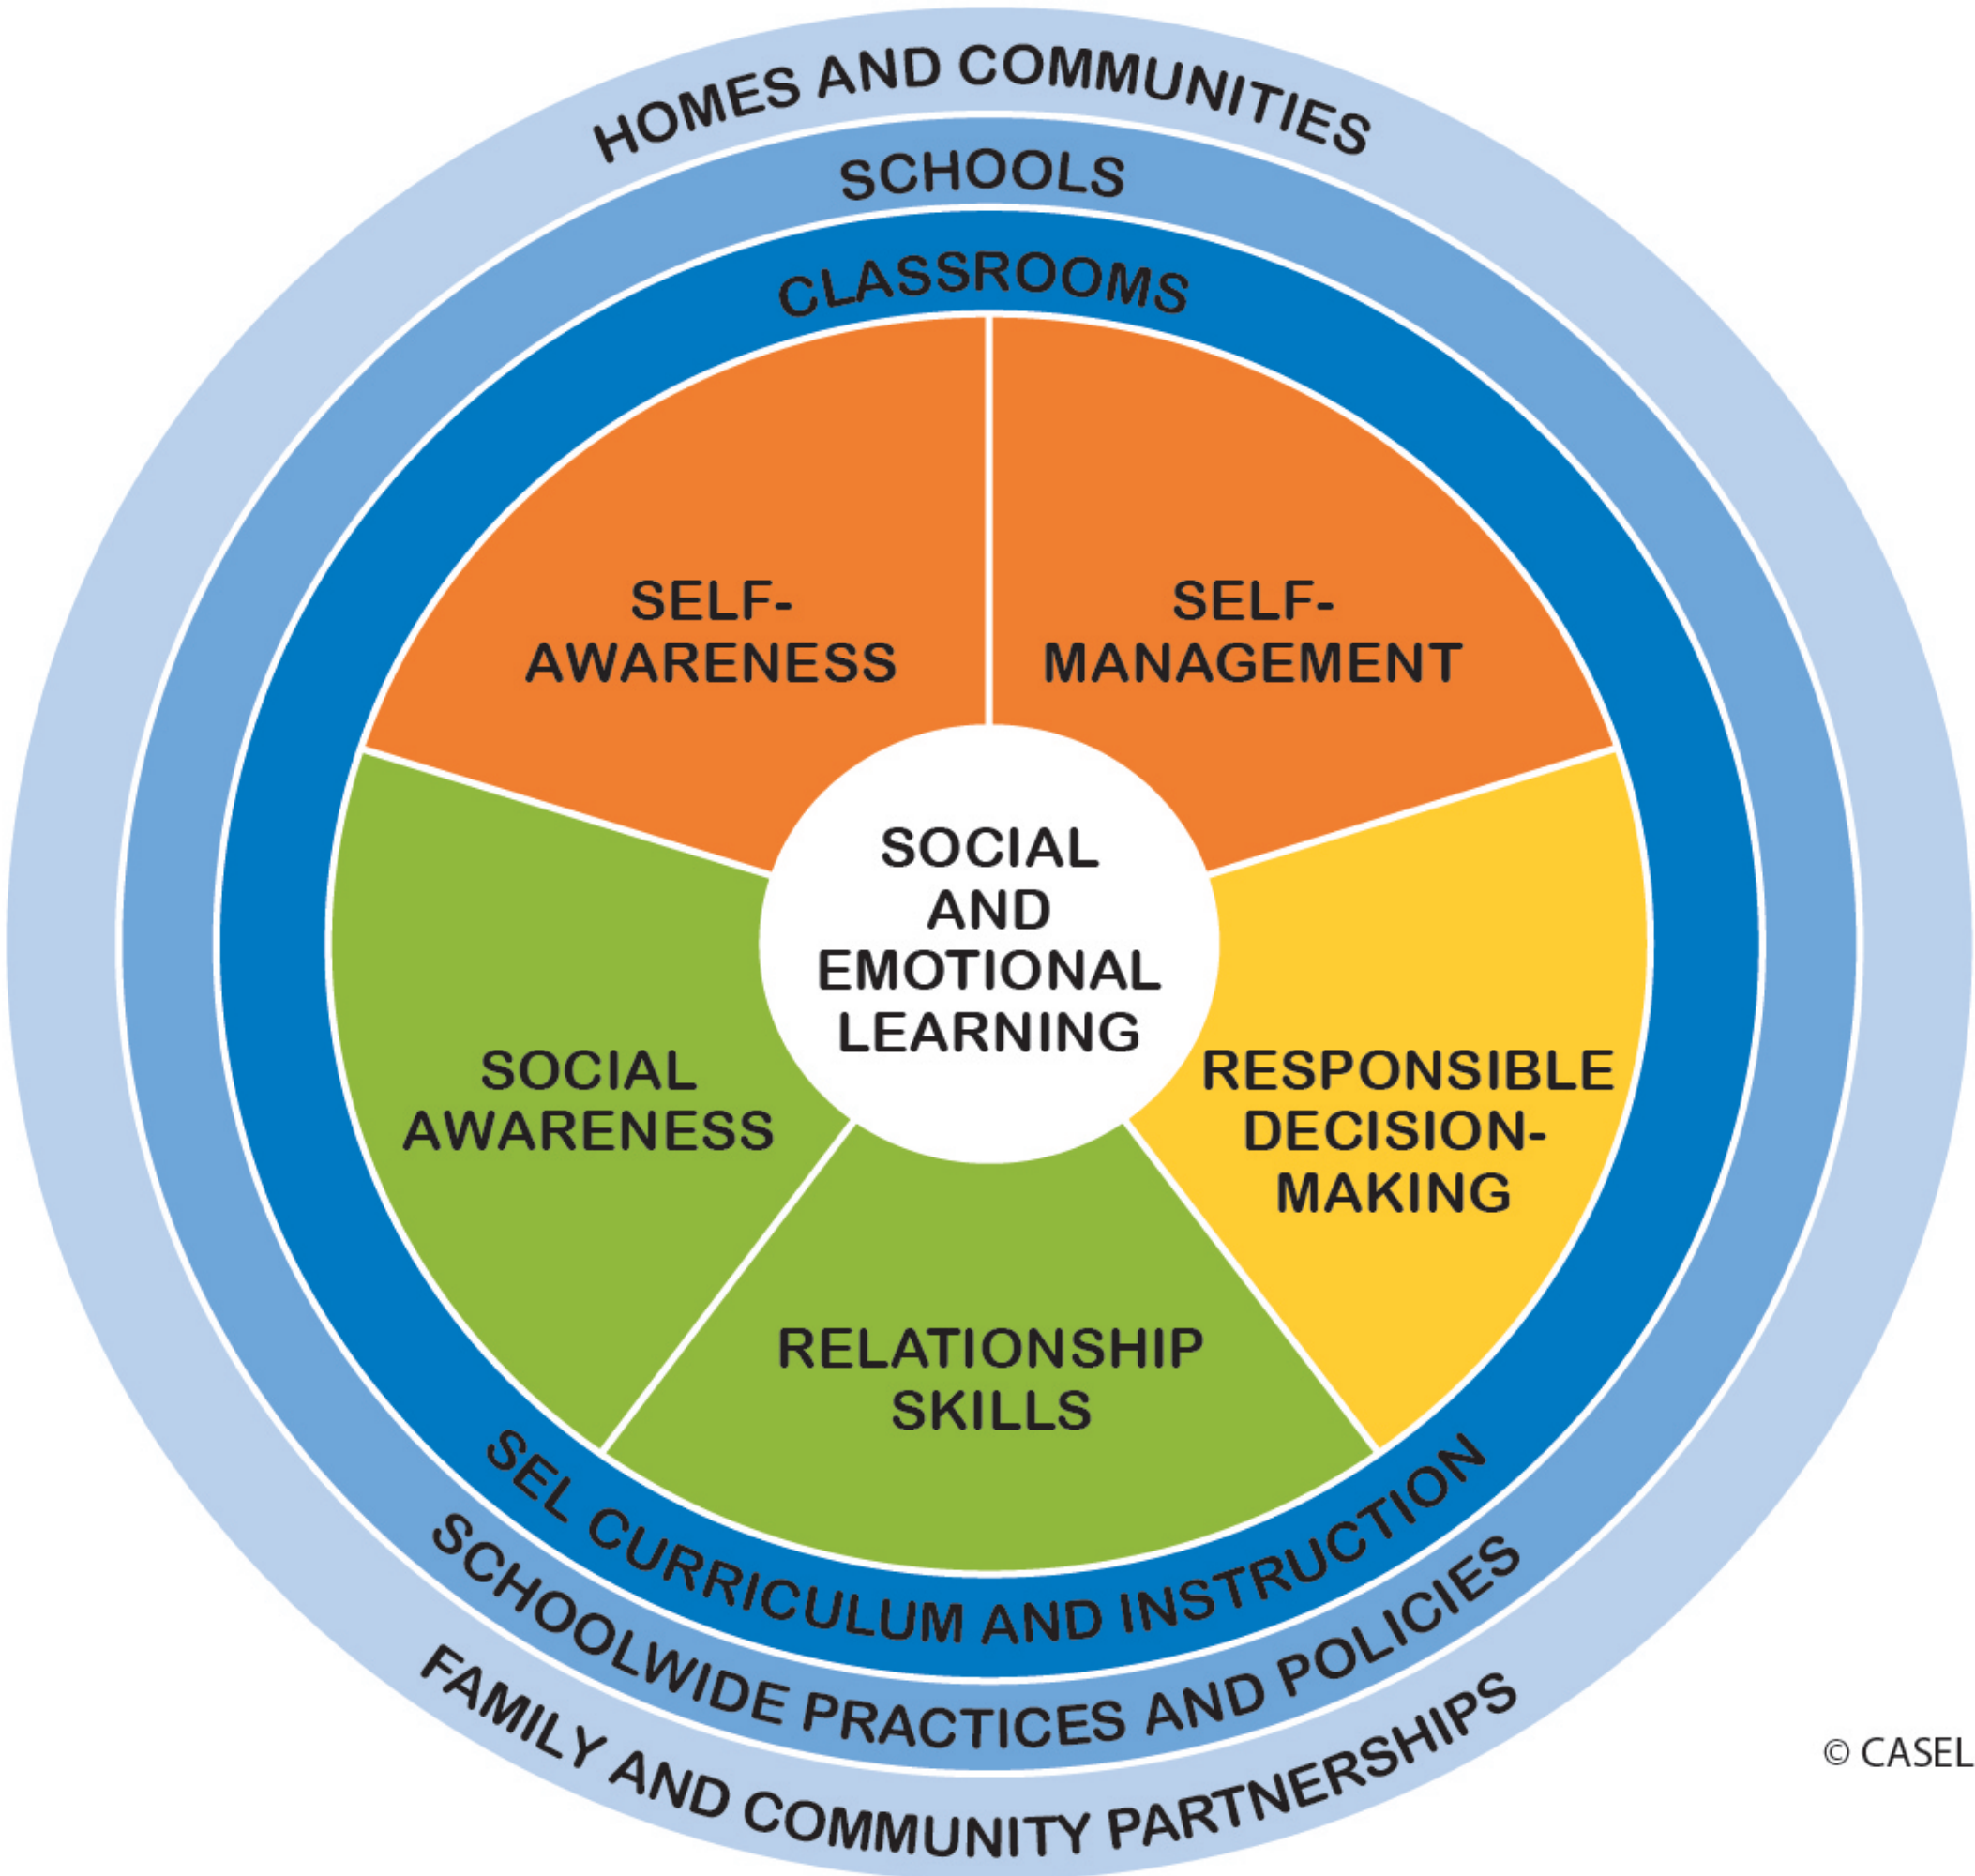 HOMES AND COMMUNITIES
SCHOOLS
CLASSROOMS
SELF-
AWARENESS
SELF-
MANAGEMENT
SOCIAL
AND
EMOTIONAL
LEARNING
SOCIAL
AWARENESS
RESPONSIBLE
DECISION-
MAKING
RELATIONSHIP
SKILLS
SEL CURRICULUM AND INSTRUCTION
SCHOOLWIDE PRACTICES AND POLICIES
FAMILY AND COMMUNITY PARTNERSHIPS
© CASEL